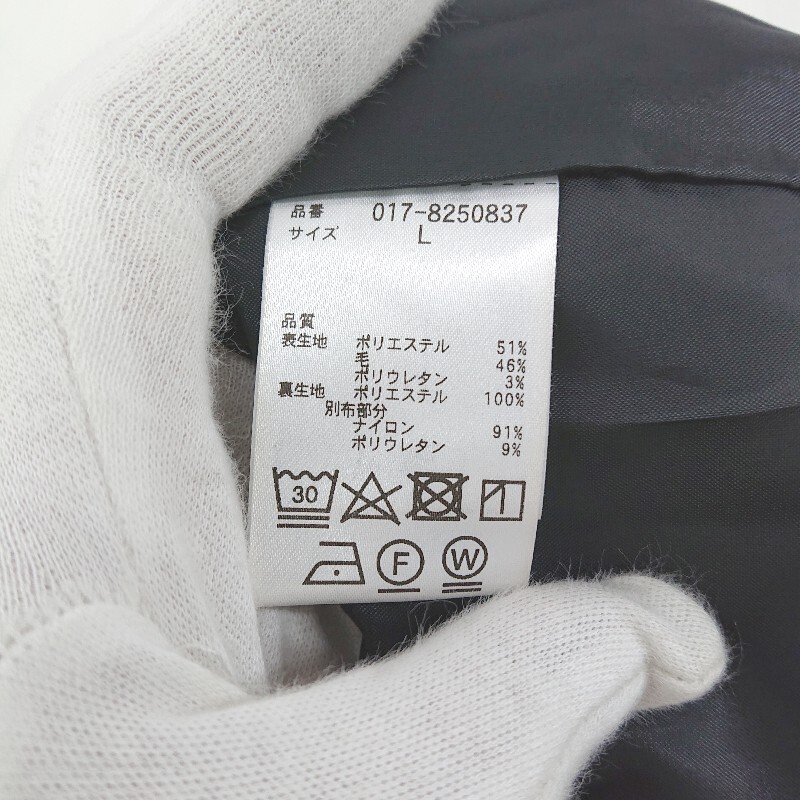 品番 017-8250837
サイズ L
品質
表生地 ポリエステル 51%
毛 46%
ポリウレタン 3%
裏生地 ポリエステル 100%
別布部分
ナイロン 91%
ポリウレタン 9%
30
F W